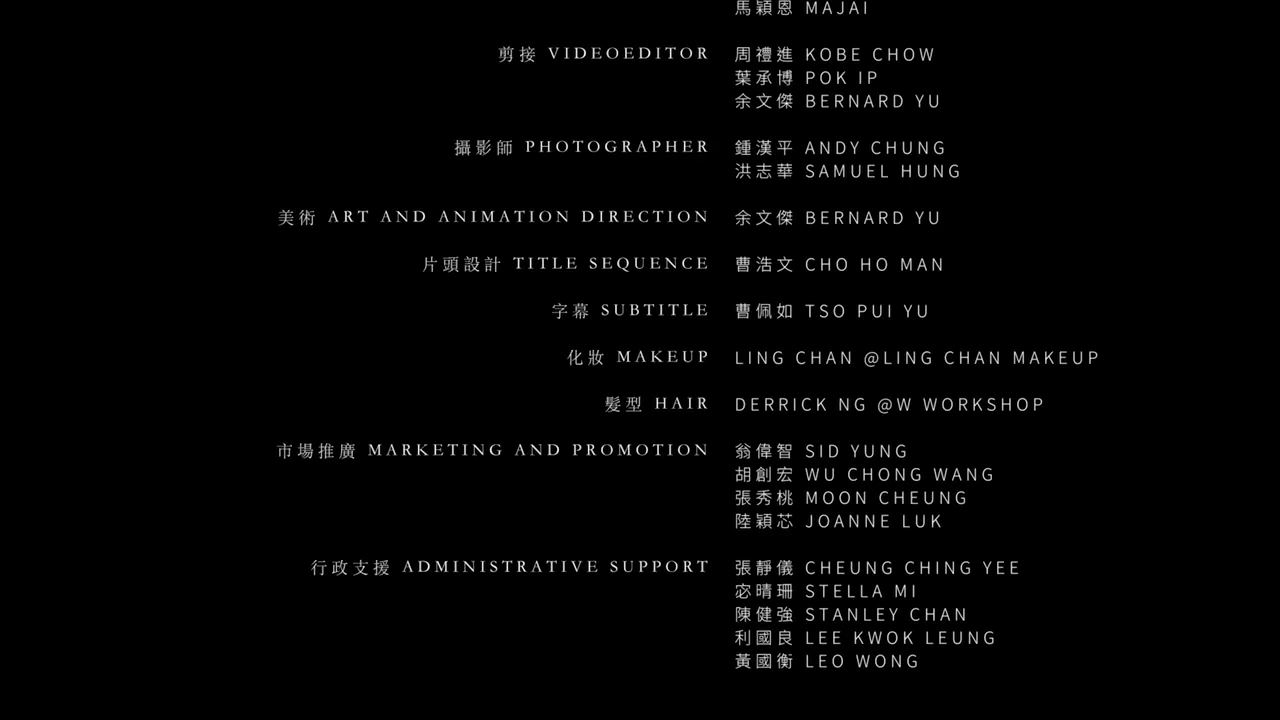 馬穎恩 MAJAI
剪接 VIDEOEDITOR 周禮進 KOBE CHOW
葉承博 POK IP
余文傑 BERNARD YU
攝影師 PHOTOGRAPHER 鍾漢平 ANDY CHUNG
洪志華 SAMUEL HUNG
美術 ART AND ANIMATION DIRECTION 余文傑 BERNARD YU
片頭設計 TITLE SEQUENCE 曹浩文 CHO HO MAN
字幕 SUBTITLE 曹佩如 TSO PUI YU
化妝 MAKEUP LING CHAN @LING CHAN MAKEUP
髮型 HAIR DERRICK NG @W WORKSHOP
市場推廣 MARKETING AND PROMOTION 翁偉智 SID YUNG
胡創宏 WU CHONG WANG
張秀桃 MOON CHEUNG
陸穎芯 JOANNE LUK
行政支援 ADMINISTRATIVE SUPPORT 張靜儀 CHEUNG CHING YEE
宓晴珊 STELLA MI
陳健強 STANLEY CHAN
利國良 LEE KWOK LEUNG
黃國衡 LEO WONG